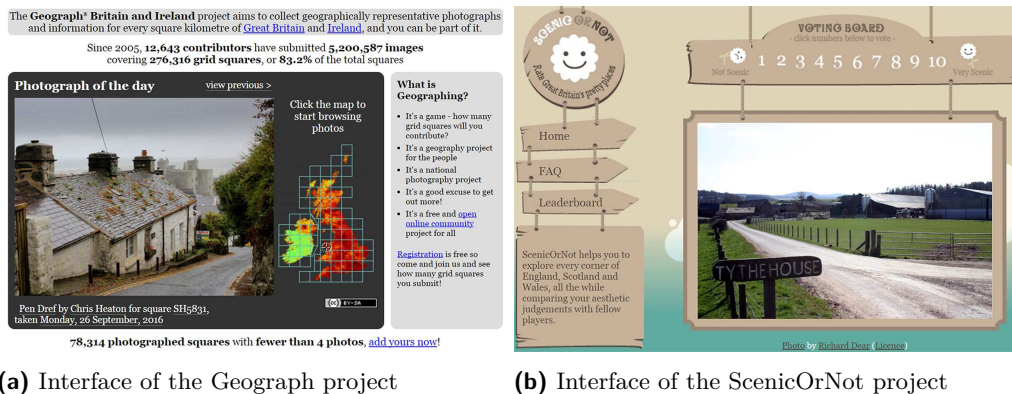 The Geograph® Britain and Ireland project aims to collect geographically representative photographs
and information for every square kilometre of Great Britain and Ireland, and you can be part of it.
Since 2005, 12,643 contributors have submitted 5,200,587 images
covering 276,316 grid squares, or 83.2% of the total squares
Photograph of the day
view previous >
Click the map to
start browsing
photos
Pen Dref by Chris Heaton for square SH5831,
taken Monday, 26 September, 2016
(cc) BY-SA
What is
Geographing?
• It's a game - how many
grid squares will you
contribute?
• It's a geography project
for the people
• It's a national
photography project
• It's a good excuse to get
out more!
• It's a free and open
online community
project for all
Registration is free so
come and join us and see
how many grid squares
you submit!
78,314 photographed squares with fewer than 4 photos, add yours now!
(a) Interface of the Geograph project
SCENIC OR NOT
Rate Great Britain's pretty places
Home
FAQ
Leaderboard
ScenicOrNot helps you to
explore every corner of
England, Scotland and
Wales, all the while
comparing your aesthetic
judgements with fellow
players.
VOTING BOARD
- click numbers below to vote -
Not Scenic
1 2 3 4 5 6 7 8 9 10
Very Scenic
TY THE HOUSE
Photo by Richard Dear (Licence)
(b) Interface of the ScenicOrNot project